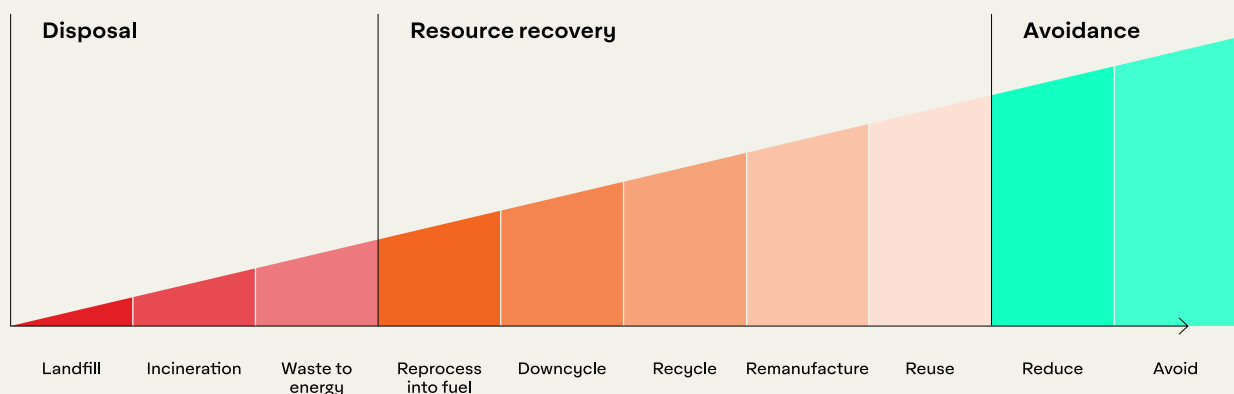 Disposal
Resource recovery
Avoidance
Landfill
Incineration
Waste to
energy
Reprocess
into fuel
Downcycle
Recycle
Remanufacture
Reuse
Reduce
Avoid